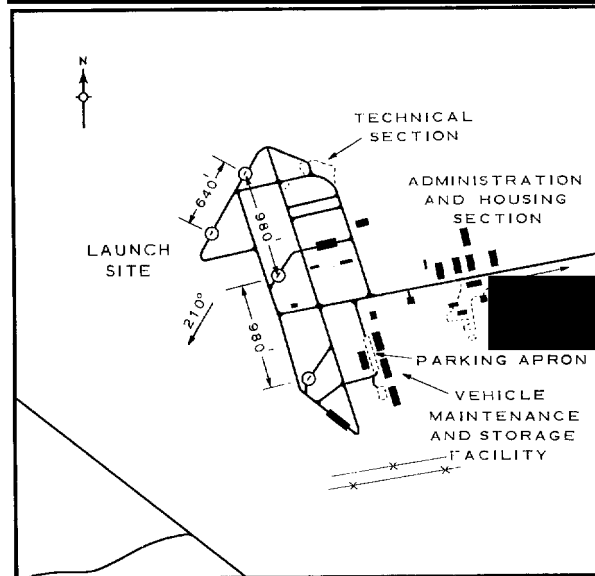 N
TECHNICAL
SECTION
ADMINISTRATION
AND HOUSING
SECTION
640'
980'
LAUNCH
SITE
210°
980'
PARKING APRON
VEHICLE
MAINTENANCE
AND STORAGE
FACILITY